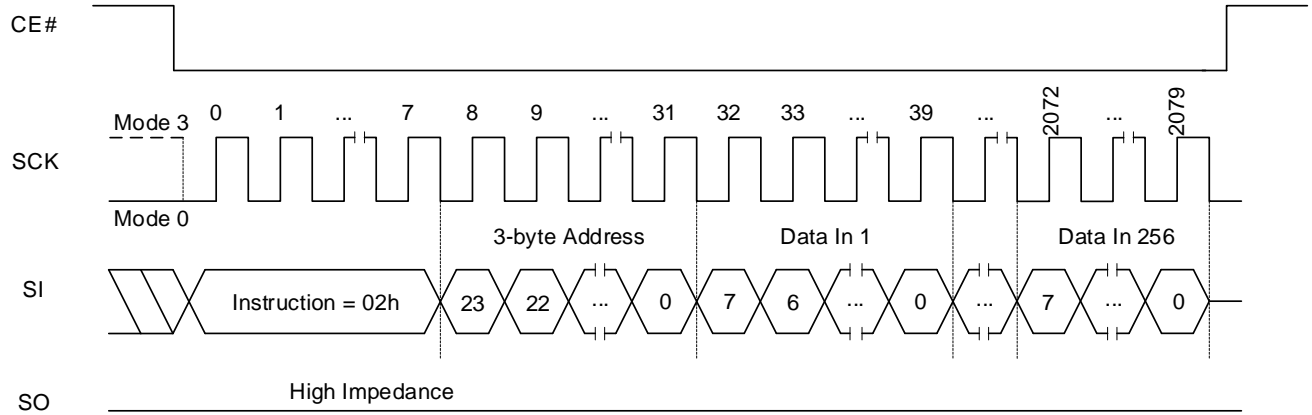 CE#
0 1 ... 7 8 9 ... 31 32 33 ... 39 ... 2072 ... 2079
Mode 3
SCK
Mode 0
3-byte Address Data In 1 Data In 256
SI Instruction = 02h 23 22 ... 0 7 6 ... 0 ... 7 ... 0
High Impedance
SO